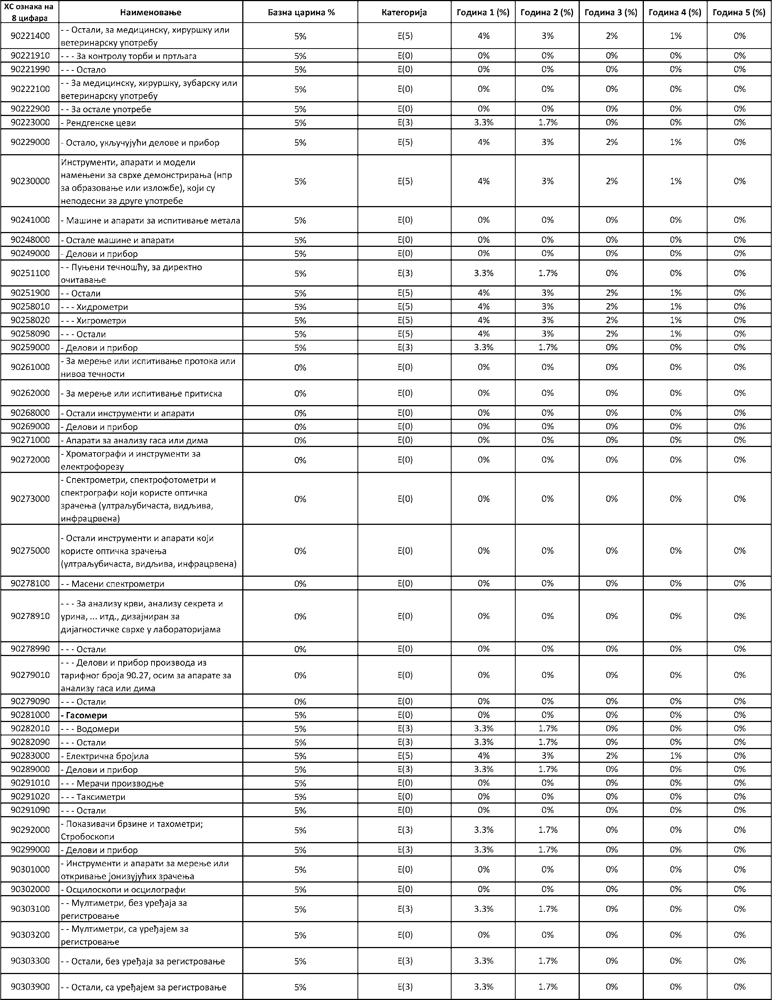 ХС ознака на 8 цифара Наименовање Базна царина % Категорија Година 1 (%) Година 2 (%) Година 3 (%) Година 4 (%) Година 5 (%)
90221400 - - Остали, за медицинску, хируршку или ветеринарску употребу 5% Е(5) 4% 3% 2% 1% 0%
90221910 - - - За контролу торби и пртљага 5% Е(0) 0% 0% 0% 0% 0%
90221990 - - - Остало 5% Е(0) 0% 0% 0% 0% 0%
90222100 - - За медицинску, хируршку, зубарску или ветеринарску употребу 5% Е(0) 0% 0% 0% 0% 0%
90222900 - - За остале употребе 5% Е(0) 0% 0% 0% 0% 0%
90223000 - Рендгенске цеви 5% Е(3) 3.3% 1.7% 0% 0% 0%
90229000 - Остало, укључујући делове и прибор 5% Е(5) 4% 3% 2% 1% 0%
90230000 Инструменти, апарати и модели намењени за сврхе демонстрирања (нпр за образовање или изложбе), који су неподесни за друге употребе 5% Е(5) 4% 3% 2% 1% 0%
90241000 - Машине и апарати за испитивање метала 5% Е(0) 0% 0% 0% 0% 0%
90248000 - Остале машине и апарати 5% Е(0) 0% 0% 0% 0% 0%
90249000 - Делови и прибор 5% Е(0) 0% 0% 0% 0% 0%
90251100 - - Пуњени течношћу, за директно очитавање 5% Е(3) 3.3% 1.7% 0% 0% 0%
90251900 - - Остали 5% Е(5) 4% 3% 2% 1% 0%
90258010 - - - Хидрометри 5% Е(5) 4% 3% 2% 1% 0%
90258020 - - - Хигрометри 5% Е(5) 4% 3% 2% 1% 0%
90258090 - - - Остали 5% Е(5) 4% 3% 2% 1% 0%
90259000 - Делови и прибор 5% Е(3) 3.3% 1.7% 0% 0% 0%
90261000 - За мерење или испитивање протока или нивоа течности 0% Е(0) 0% 0% 0% 0% 0%
90262000 - За мерење или испитивање притиска 0% Е(0) 0% 0% 0% 0% 0%
90268000 - Остали инструменти и апарати 0% Е(0) 0% 0% 0% 0% 0%
90269000 - Делови и прибор 0% Е(0) 0% 0% 0% 0% 0%
90271000 - Апарати за анализу гаса или дима 0% Е(0) 0% 0% 0% 0% 0%
90272000 - Хроматографи и инструменти за електрофорезу 0% Е(0) 0% 0% 0% 0% 0%
90273000 - Спектрометри, спектрофотометри и спектрографи који користе оптичка зрачења (ултраљубичаста, видљива, инфрацрвена) 0% Е(0) 0% 0% 0% 0% 0%
90275000 - Остали инструменти и апарати који користе оптичка зрачења (ултраљубичаста, видљива, инфрацрвена) 0% Е(0) 0% 0% 0% 0% 0%
90278100 - - Масени спектрометри 0% Е(0) 0% 0% 0% 0% 0%
90278910 - - - За анализу крви, анализу секрета и урина, ... итд., дизајниран за дијагностичке сврхе у лабораторијама 0% Е(0) 0% 0% 0% 0% 0%
90278990 - - - Остали 0% Е(0) 0% 0% 0% 0% 0%
90279010 - - - Делови и прибор производа из тарифног броја 90.27, осим за апарате за анализу гаса или дима 0% Е(0) 0% 0% 0% 0% 0%
90279090 - - - Остали 0% Е(0) 0% 0% 0% 0% 0%
90281000 - Гасомери 5% Е(0) 0% 0% 0% 0% 0%
90282010 - - - Водомери 5% Е(3) 3.3% 1.7% 0% 0% 0%
90282090 - - - Остали 5% Е(3) 3.3% 1.7% 0% 0% 0%
90283000 - Електрична бројила 5% Е(5) 4% 3% 2% 1% 0%
90289000 - Делови и прибор 5% Е(3) 3.3% 1.7% 0% 0% 0%
90291010 - - - Мерачи производње 5% Е(0) 0% 0% 0% 0% 0%
90291020 - - - Таксиметри 5% Е(0) 0% 0% 0% 0% 0%
90291090 - - - Остали 5% Е(0) 0% 0% 0% 0% 0%
90292000 - Показивачи брзине и тахометри; Стробоскопи 5% Е(3) 3.3% 1.7% 0% 0% 0%
90299000 - Делови и прибор 5% Е(3) 3.3% 1.7% 0% 0% 0%
90301000 - Инструменти и апарати за мерење или откривање јонизујућих зрачења 5% Е(0) 0% 0% 0% 0% 0%
90302000 - Осцилоскопи и осцилографи 5% Е(0) 0% 0% 0% 0% 0%
90303100 - - Мултиметри, без уређаја за регистровање 5% Е(3) 3.3% 1.7% 0% 0% 0%
90303200 - - Мултиметри, са уређајем за регистровање 5% Е(0) 0% 0% 0% 0% 0%
90303300 - - Остали, без уређаја за регистровање 5% Е(3) 3.3% 1.7% 0% 0% 0%
90303900 - - Остали, са уређајем за регистровање 5% Е(3) 3.3% 1.7% 0% 0% 0%